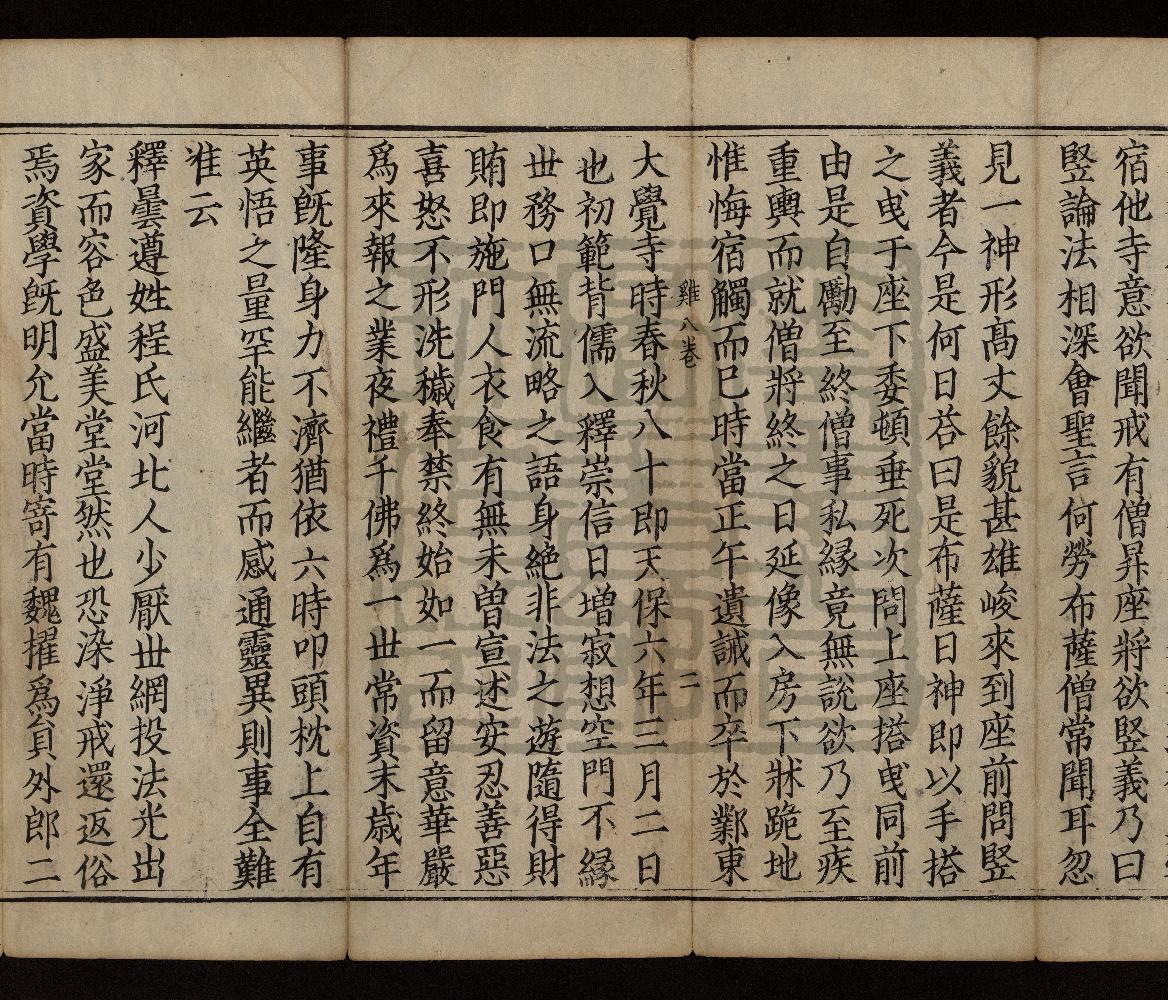 宿他寺意欲聞戒有僧昇座將欲竪義乃曰
竪論法相深會聖言何勞布薩僧常聞耳忽
見一神形高丈餘貌甚雄峻來到座前問竪
義者今是何日荅曰是布薩日神即以手搭
之曵于座下委頓垂死次問上座搭曵同前
由是自勵至終僧事私緣竟無說欲乃至疾
重輿而就僧將終之日延像入房下牀跪地
惟悔宿觸而已時當正午遺誡而卒於鄴東
雞八卷 二
大覺寺時春秋八十即天保六年三月二日
也初範背儒入釋崇信日增寂想空門不緣
世務口無流略之語身絶非法之遊隨得財
賄即施門人衣食有無未曽宣述安忍善惡
喜怒不形洗穢奉禁終始如一而留意華嚴
爲來報之業夜禮千佛爲一世常資末歲年
事旣隆身力不濟猶依六時叩頭枕上自有
英悟之量罕能繼者而感通靈異則事全難
准云
釋曇遵姓程氏河北人少厭世網投法光出
家而容色盛美堂堂然也恐染淨戒還返俗
焉資學旣明允當時寄有魏擢爲貟外郎二